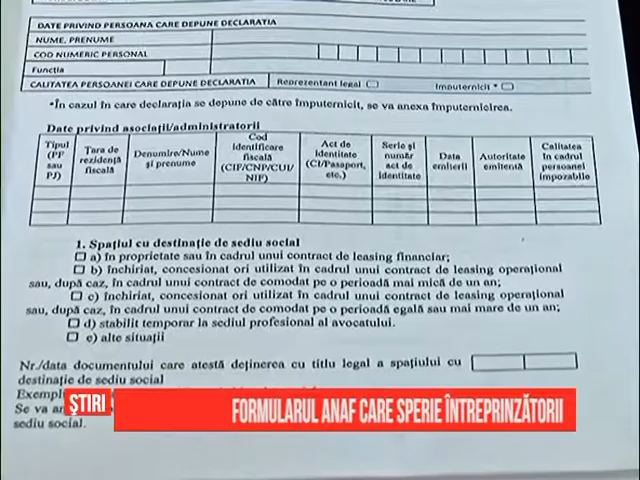 DATE PRIVIND PERSOANA CARE DEPUNE DECLARATIA
NUME, PRENUME
COD NUMERIC PERSONAL
Funcția
CALITATEA PERSOANEI CARE DEPUNE DECLARATIA Reprezentant legal Împuternicit *
*În cazul în care declarația se depune de către împuternicit, se va anexa împuternicirea.
Date privind asociații/administratorii
Tipul (PF sau PJ) Țara de rezidență fiscală Denumire/Nume și prenume Cod identificare fiscală (CIF/CNP/CUI/NIF) Act de identitate (CI/Pașaport, etc.) Serie și număr act de identitate Data emiterii Autoritate emitentă Calitatea în cadrul persoanei impozabile
1. Spațiul cu destinație de sediu social
a) în proprietate sau în cadrul unui contract de leasing financiar;
b) închiriat, concesionat ori utilizat în cadrul unui contract de leasing operațional
sau, după caz, în cadrul unui contract de comodat pe o perioadă mai mică de un an;
c) închiriat, concesionat ori utilizat în cadrul unui contract de leasing operațional
sau, după caz, în cadrul unui contract de comodat pe o perioadă egală sau mai mare de un an;
d) stabilit temporar la sediul profesional al avocatului.
e) alte situații
Nr./data documentului care atestă deținerea cu titlu legal a spațiului cu
destinație de sediu social
Se va
sediu social.
ȘTIRI FORMULARUL ANAF CARE SPERIE ÎNTREPRINZĂTORII